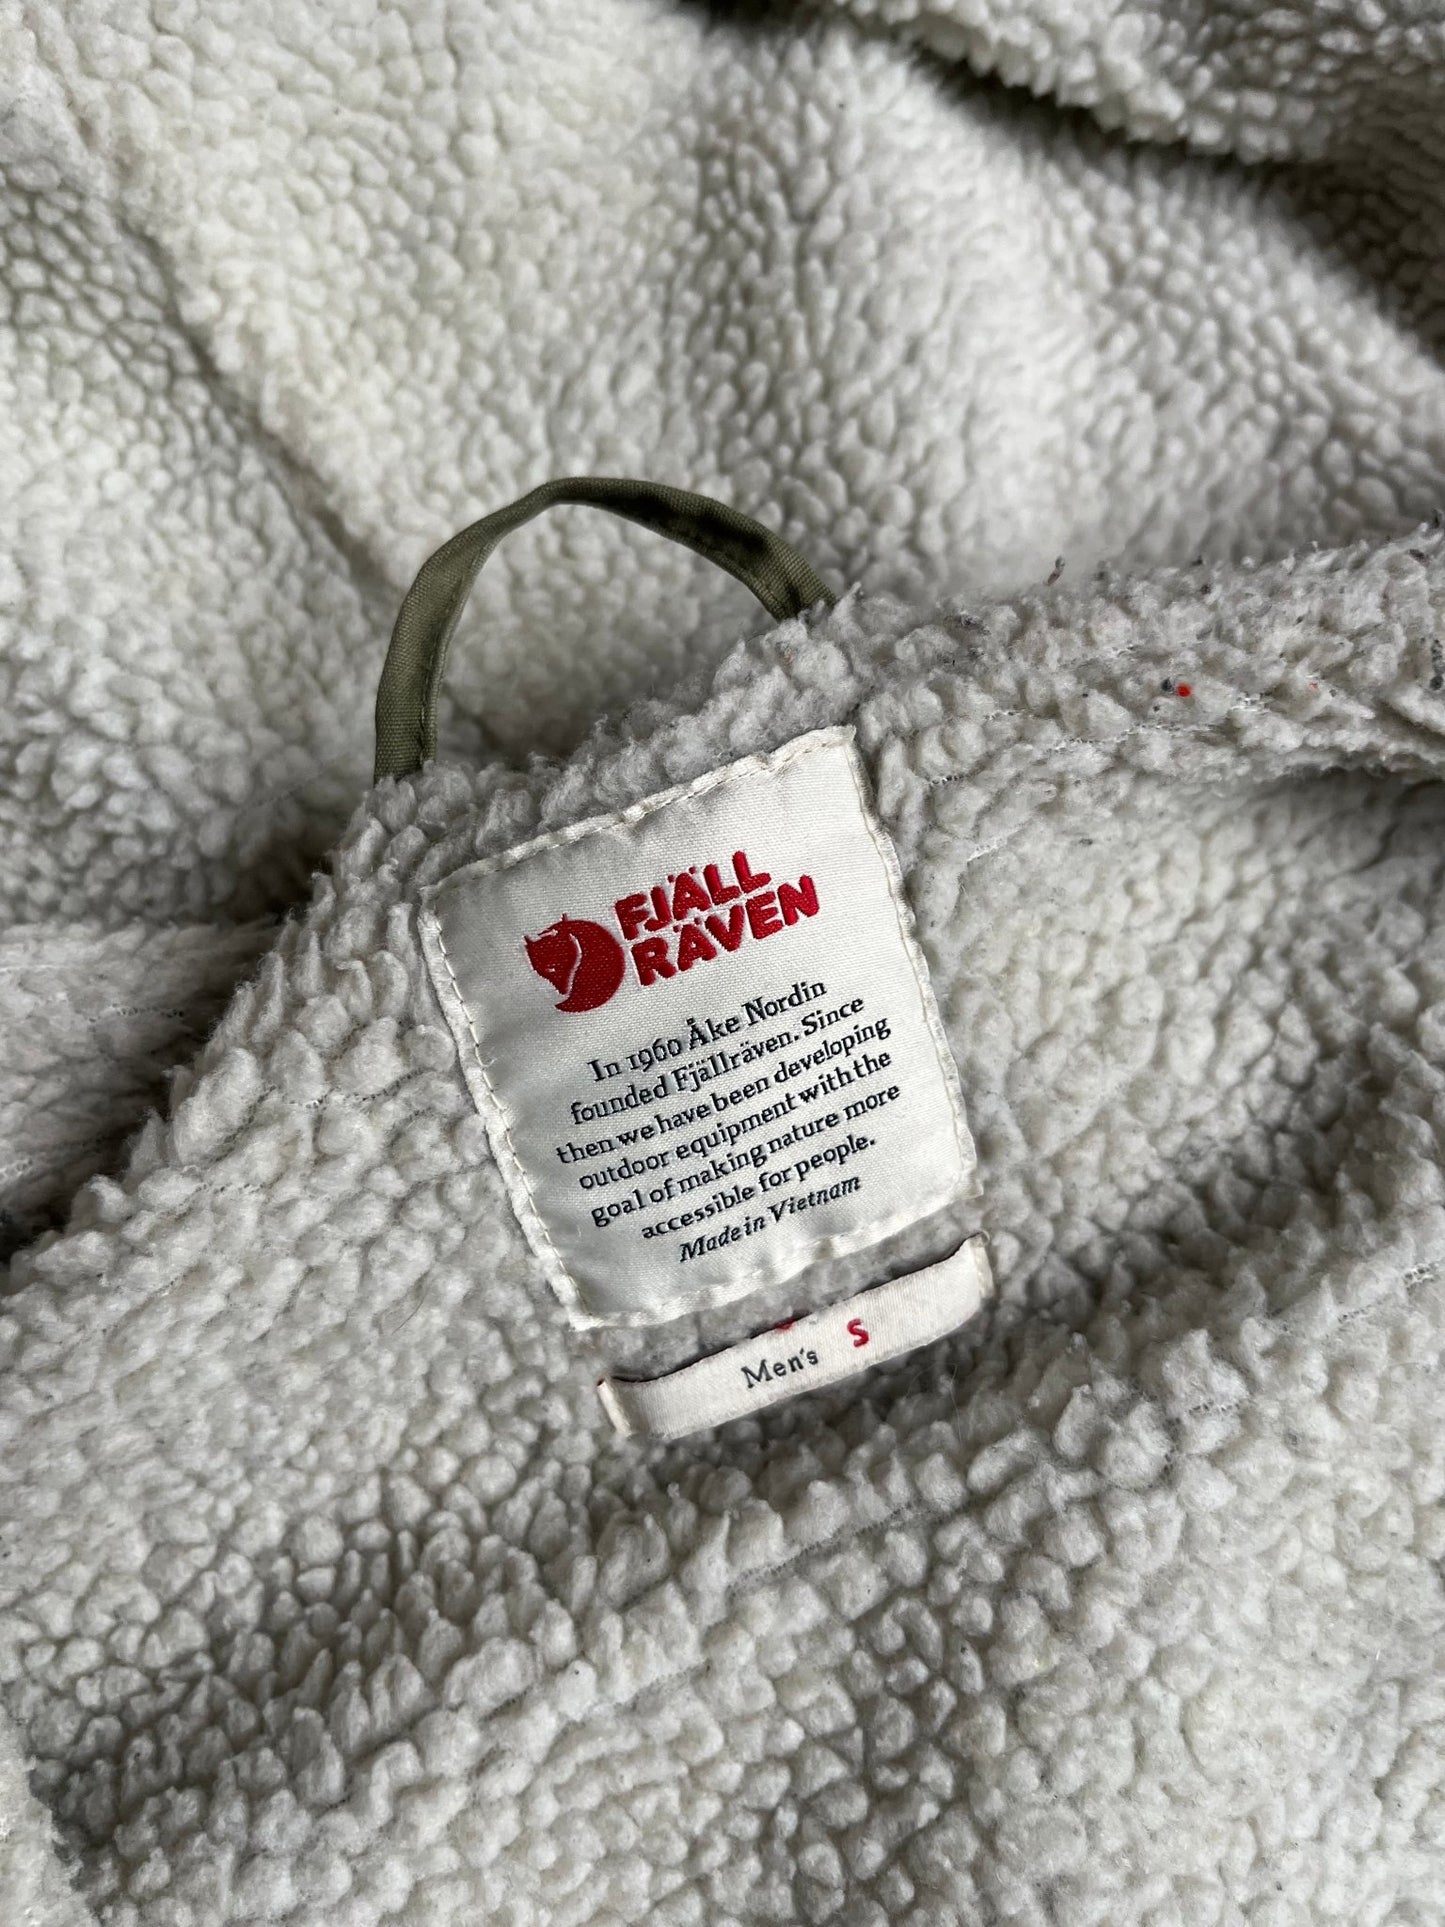 FJÄLL
RÄVEN
In 1960 Åke Nordin
founded Fjällräven. Since
then we have been developing
outdoor equipment with the
goal of making nature more
accessible for people.
Made in Vietnam
Men's S